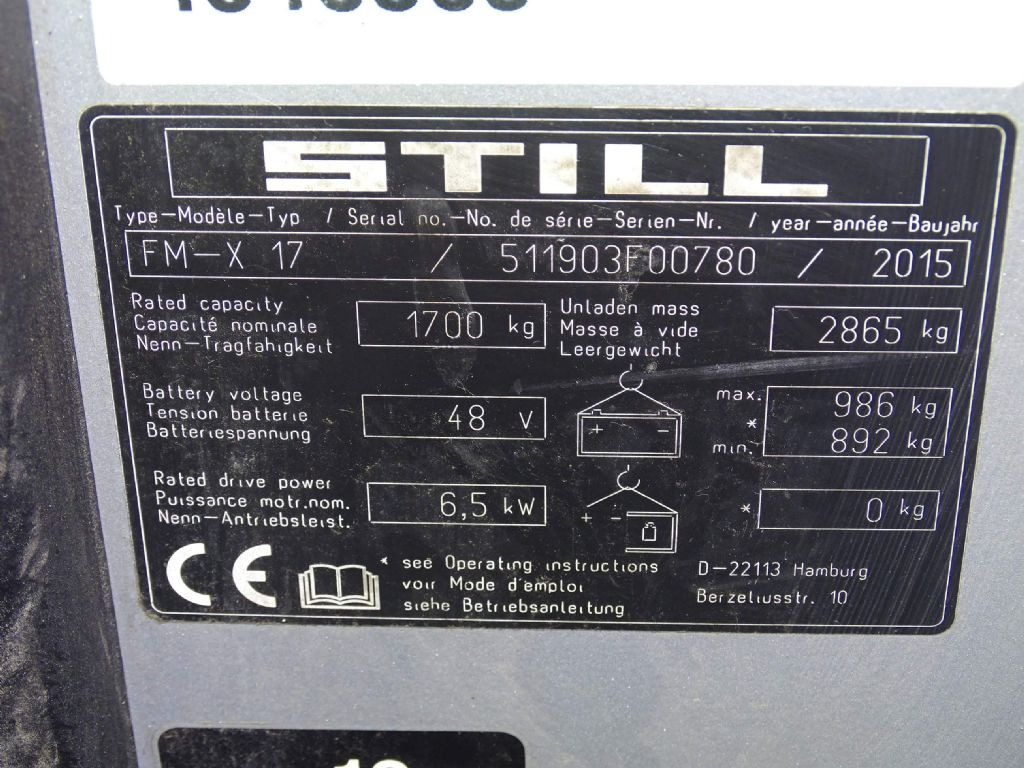 STILL
Type-Modèle-Typ / Serial no.-No. de série-Serien-Nr. / year-année-Baujahr
FM-X 17 / 511903F00780 / 2015
Rated capacity
Capacité nominale
Nenn-Tragfähigkeit
1700 kg
Unladen mass
Masse à vide
Leergewicht
2865 kg
Battery voltage
Tension batterie
Batteriespannung
48 V
+ -
max. 986 kg
*
min. 892 kg
Rated drive power
Puissance motr.nom.
Nenn-Antriebsleist.
6,5 kW
+ -
* 0 kg
CE
* see Operating instructions
voir Mode d'emploi
siehe Betriebsanleitung
D-22113 Hamburg
Berzeliusstr. 10